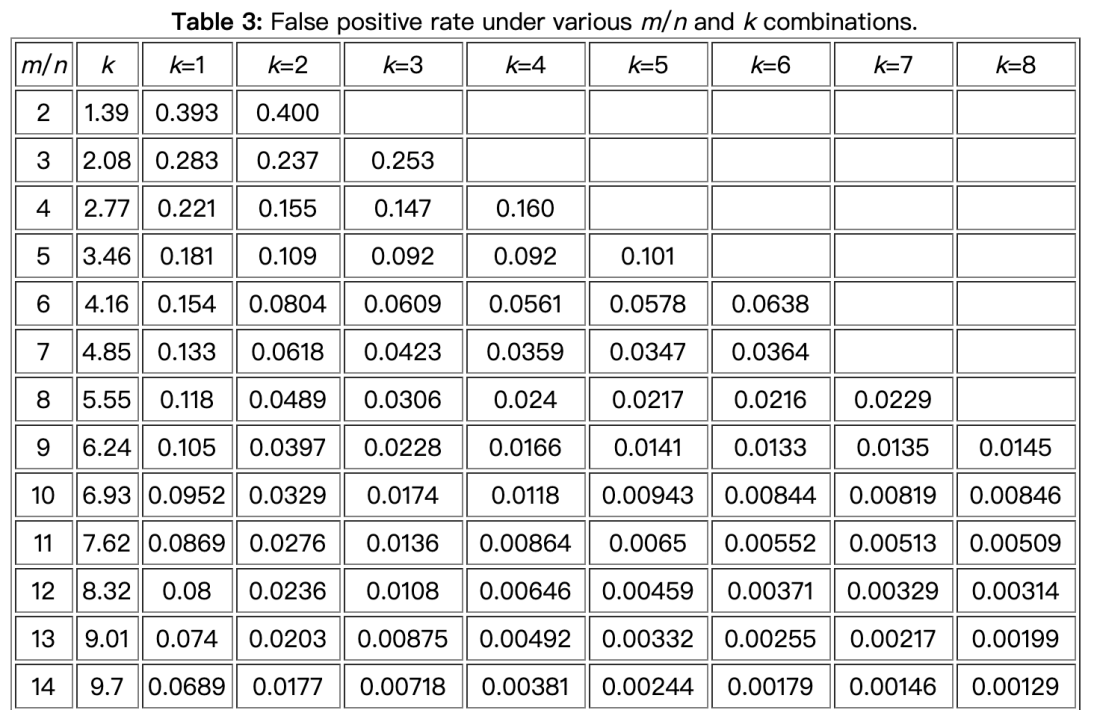 Table 3: False positive rate under various m/n and k combinations.
m/n k k=1 k=2 k=3 k=4 k=5 k=6 k=7 k=8
2 1.39 0.393 0.400
3 2.08 0.283 0.237 0.253
4 2.77 0.221 0.155 0.147 0.160
5 3.46 0.181 0.109 0.092 0.092 0.101
6 4.16 0.154 0.0804 0.0609 0.0561 0.0578 0.0638
7 4.85 0.133 0.0618 0.0423 0.0359 0.0347 0.0364
8 5.55 0.118 0.0489 0.0306 0.024 0.0217 0.0216 0.0229
9 6.24 0.105 0.0397 0.0228 0.0166 0.0141 0.0133 0.0135 0.0145
10 6.93 0.0952 0.0329 0.0174 0.0118 0.00943 0.00844 0.00819 0.00846
11 7.62 0.0869 0.0276 0.0136 0.00864 0.0065 0.00552 0.00513 0.00509
12 8.32 0.08 0.0236 0.0108 0.00646 0.00459 0.00371 0.00329 0.00314
13 9.01 0.074 0.0203 0.00875 0.00492 0.00332 0.00255 0.00217 0.00199
14 9.7 0.0689 0.0177 0.00718 0.00381 0.00244 0.00179 0.00146 0.00129